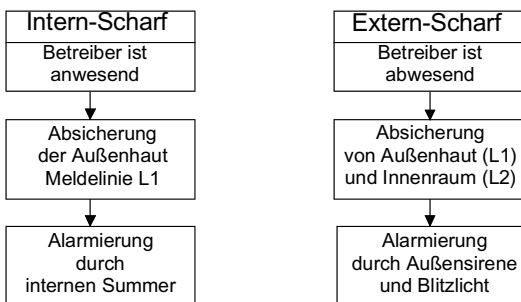 Intern-Scharf
Betreiber ist
anwesend
Absicherung
der Außenhaut
Meldelinie L1
Alarmierung
durch
internen Summer
Extern-Scharf
Betreiber ist
abwesend
Absicherung
von Außenhaut (L1)
und Innenraum (L2)
Alarmierung
durch Außensirene
und Blitzlicht